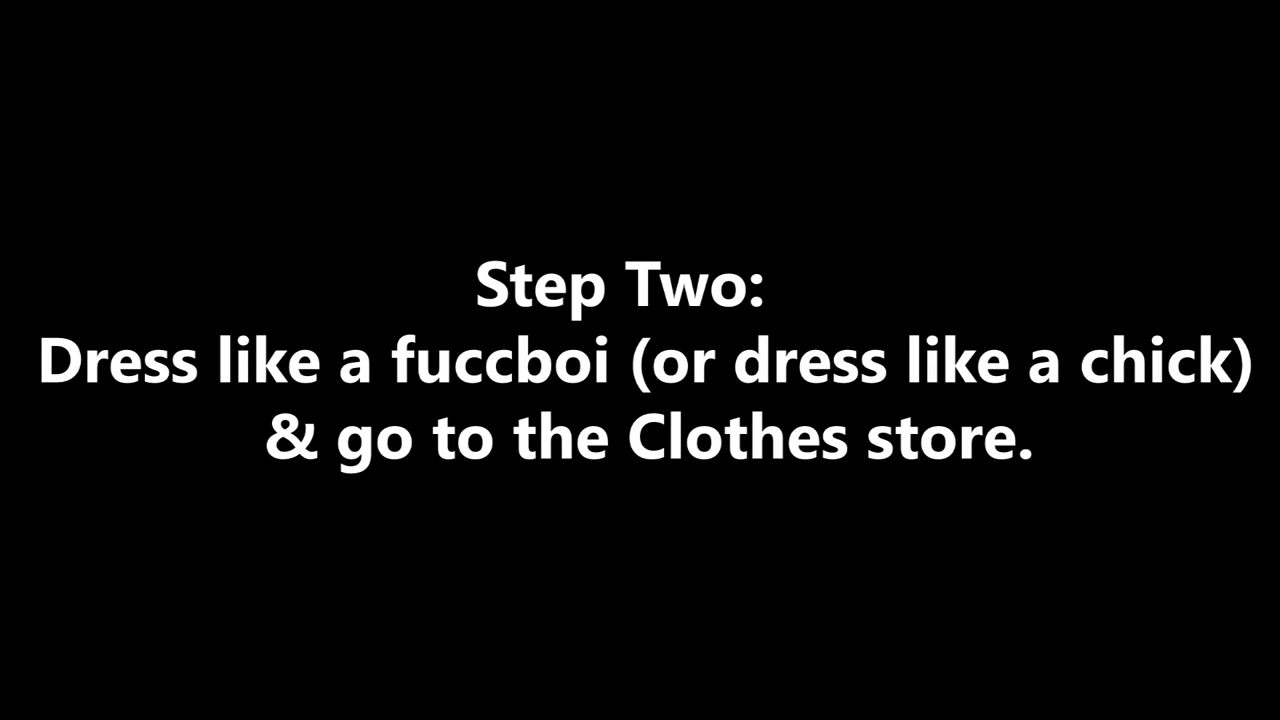 Step Two:
Dress like a fuccboi (or dress like a chick)
& go to the Clothes store.